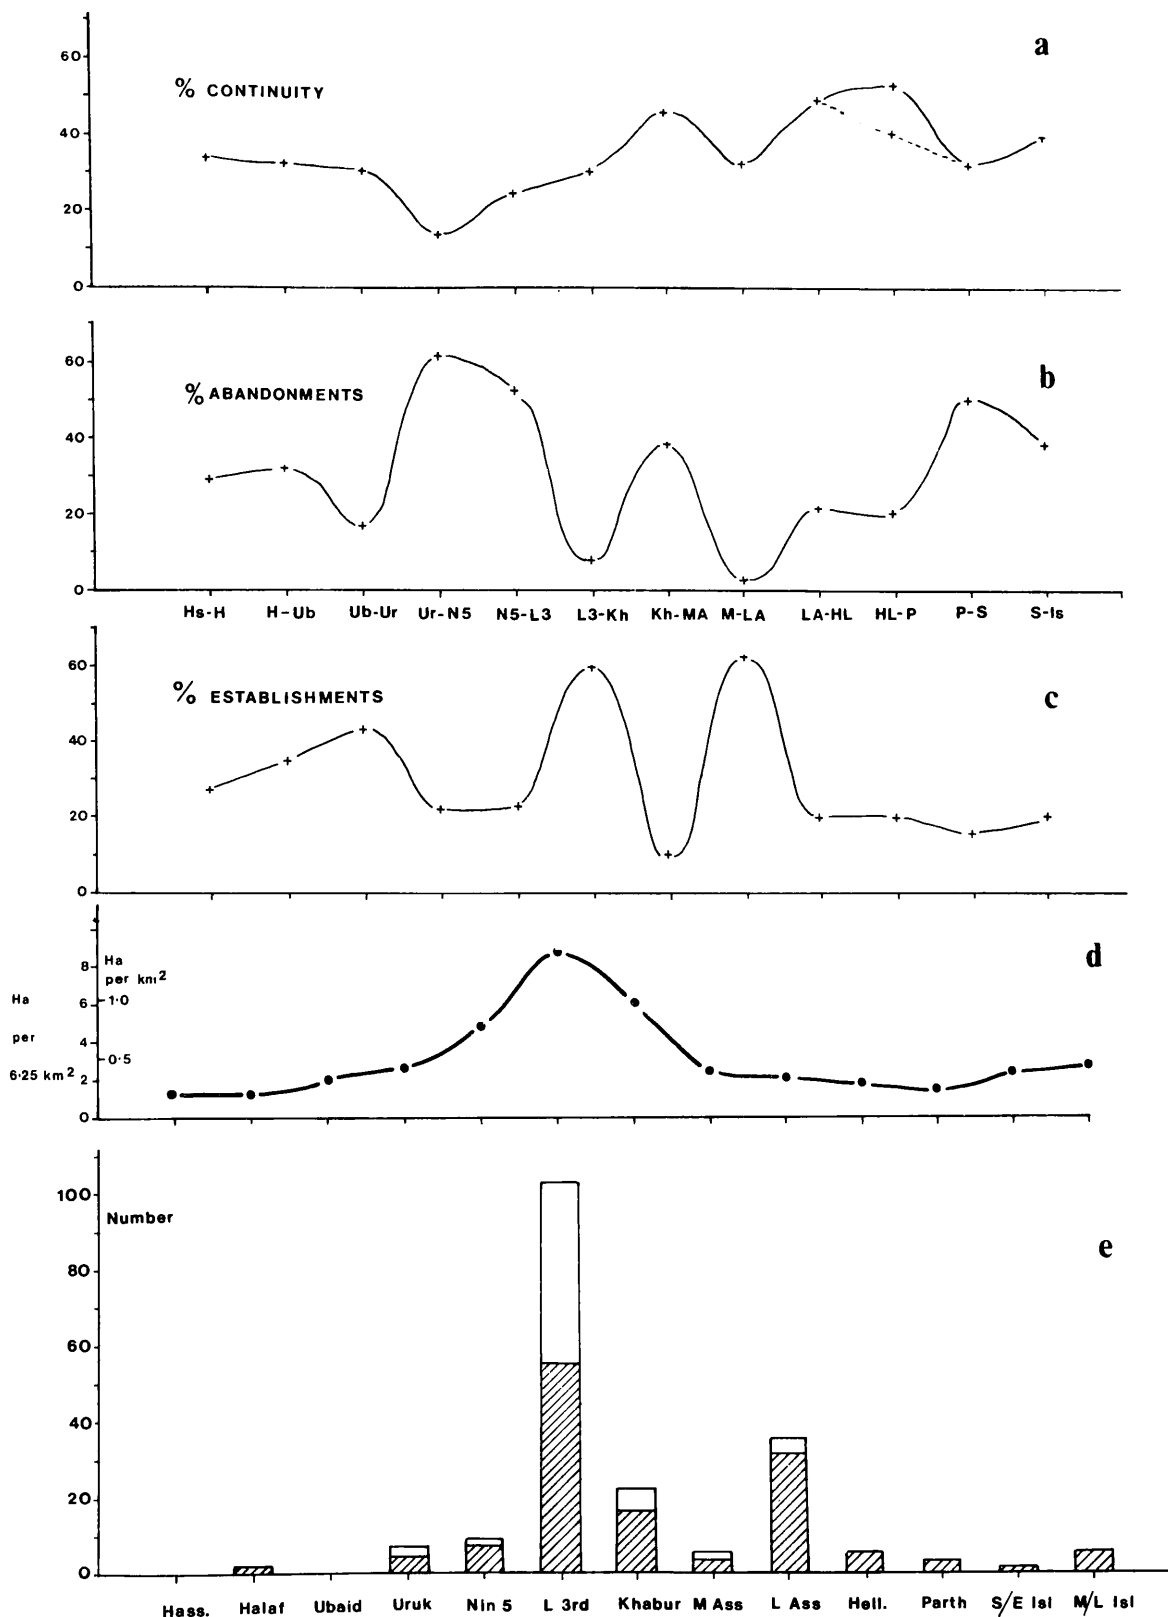 a
60
% CONTINUITY
40
20
0
b
60
% ABANDONMENTS
40
20
0
Hs-H H-Ub Ub-Ur Ur-N5 N5-L3 L3-Kh Kh-MA M-LA LA-HL HL-P P-S S-Is
60
% ESTABLISHMENTS
c
40
20
0
d
8
Ha
per km²
Ha
6
1·0
per
4
0·5
6·25 km²
2
0
100
Number
e
80
60
40
20
0
Hass. Halaf Ubaid Uruk Nin 5 L 3rd Khabur M Ass L Ass Hell. Parth S/E Isl M/L Isl